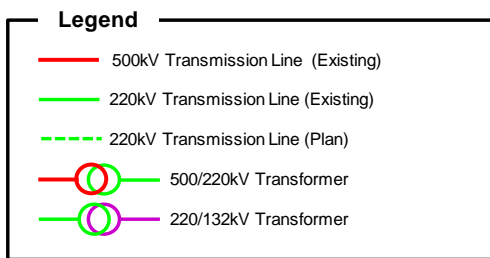 Legend
500kV Transmission Line (Existing)
220kV Transmission Line (Existing)
220kV Transmission Line (Plan)
500/220kV Transformer
220/132kV Transformer